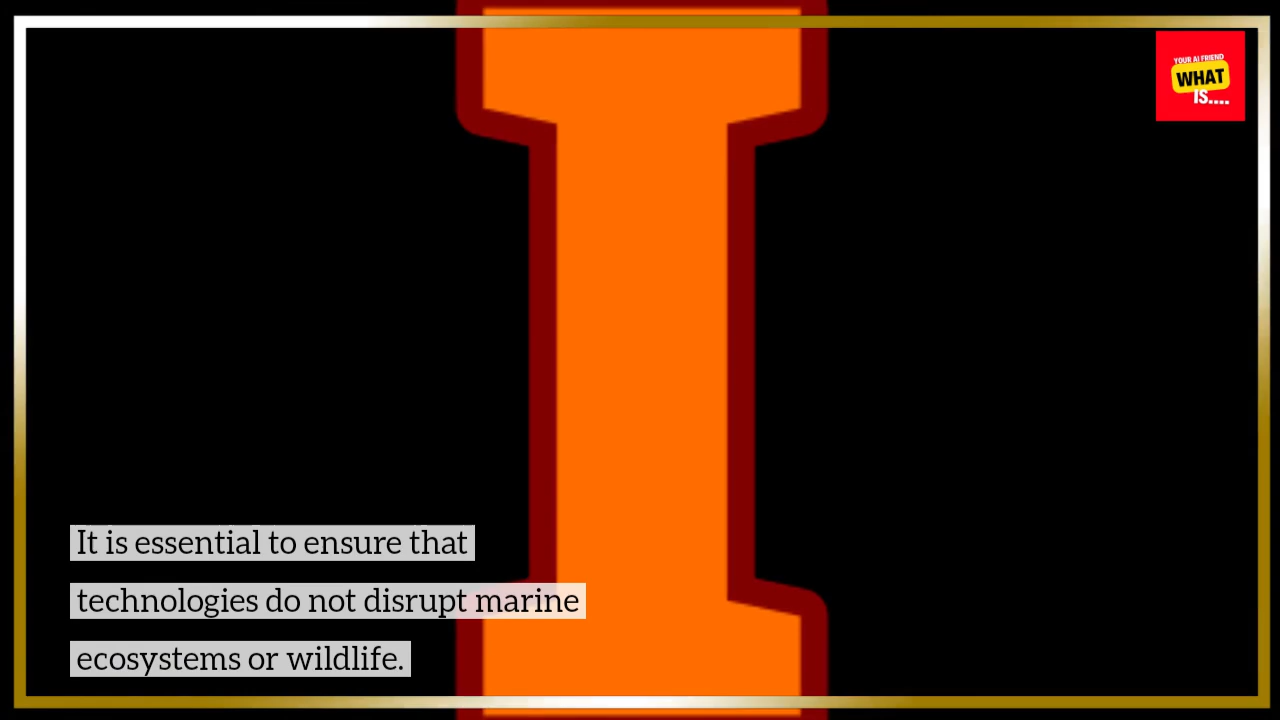 YOUR AI FRIEND
WHAT
IS....
I
It is essential to ensure that
technologies do not disrupt marine
ecosystems or wildlife.